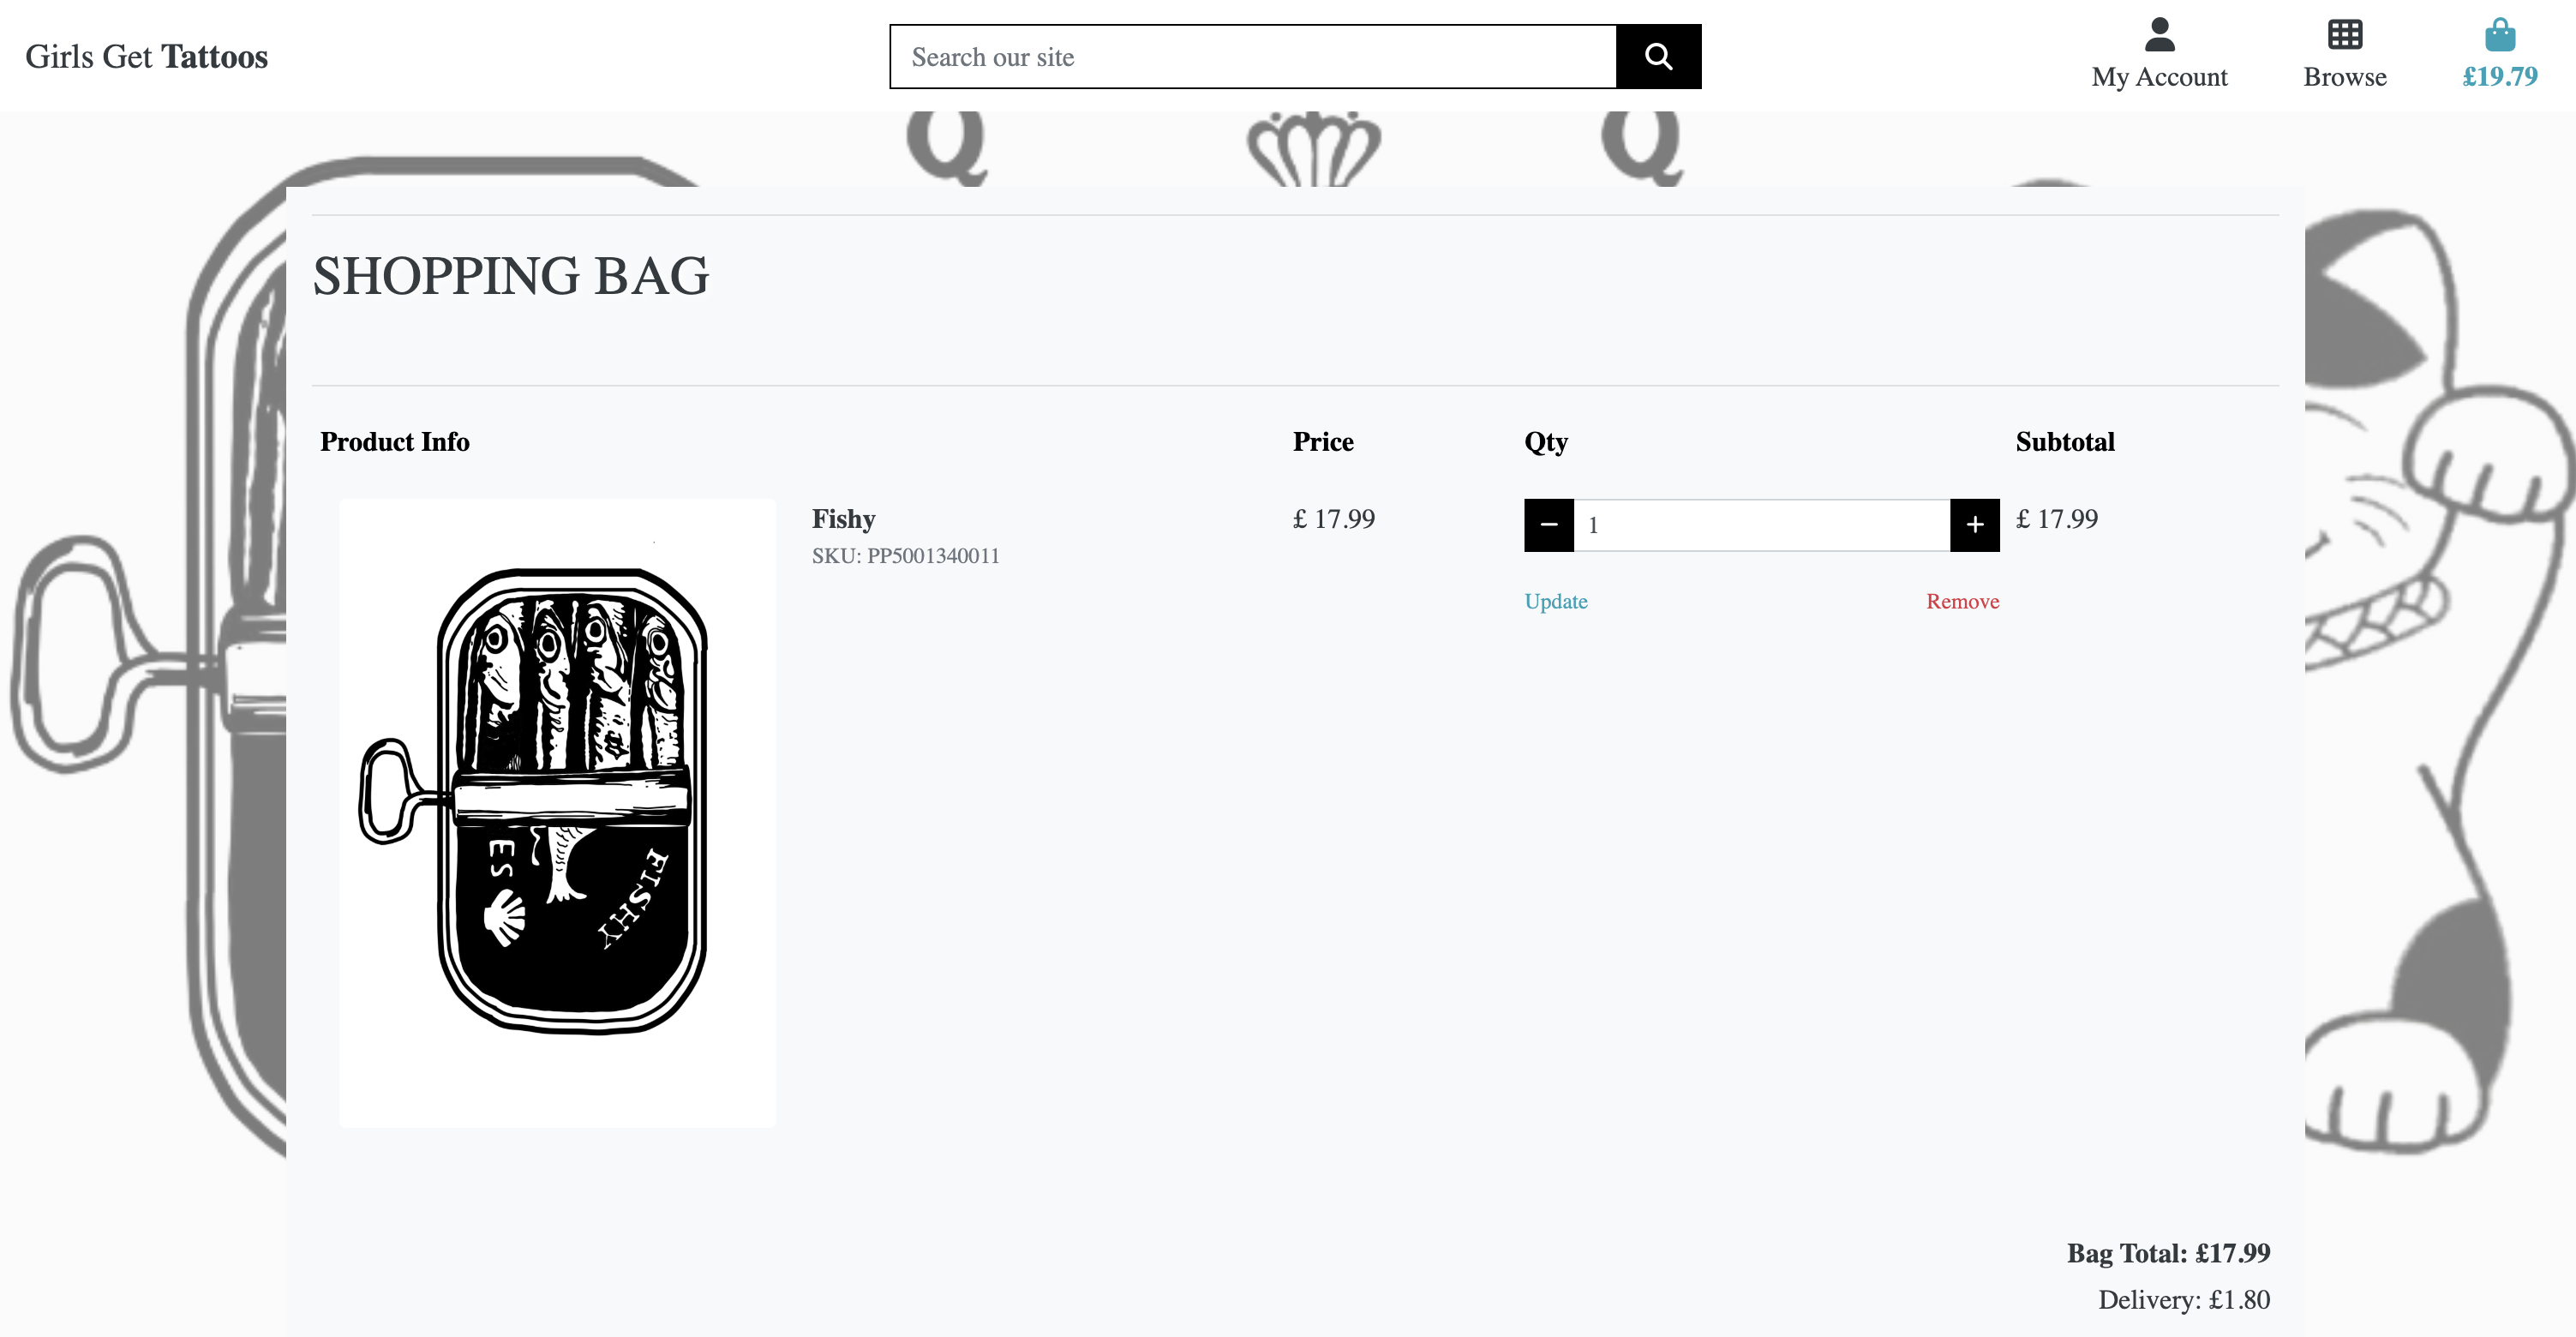 Girls Get Tattoos
Search our site
My Account
Browse
£19.79
Q
Q
SHOPPING BAG
Product Info
Price
Qty
Subtotal
Fishy
SKU: PP5001340011
£ 17.99
1
£ 17.99
Update
Remove
ES
FISHY
Bag Total: £17.99
Delivery: £1.80